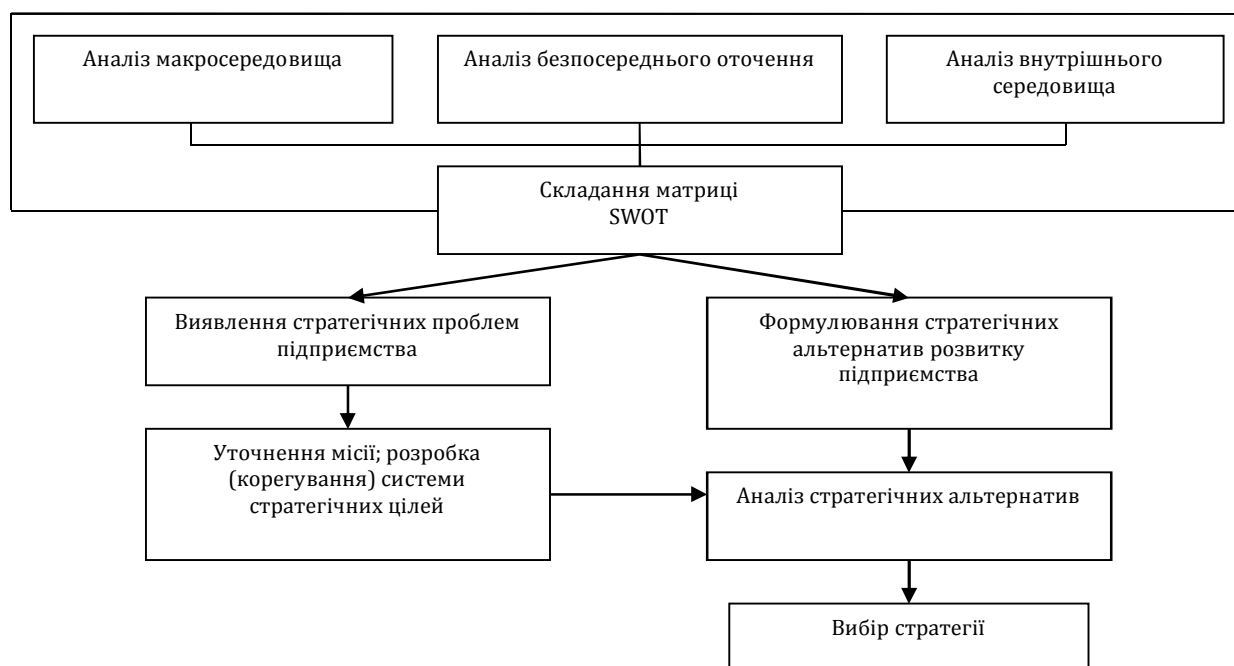 Аналіз макросередовища
Аналіз безпосереднього оточення
Аналіз внутрішнього
середовища
Складання матриці
SWOT
Виявлення стратегічних проблем
підприємства
Формулювання стратегічних
альтернатив розвитку
підприємства
Уточнення місії; розробка
(корегування) системи
стратегічних цілей
Аналіз стратегічних альтернатив
Вибір стратегії